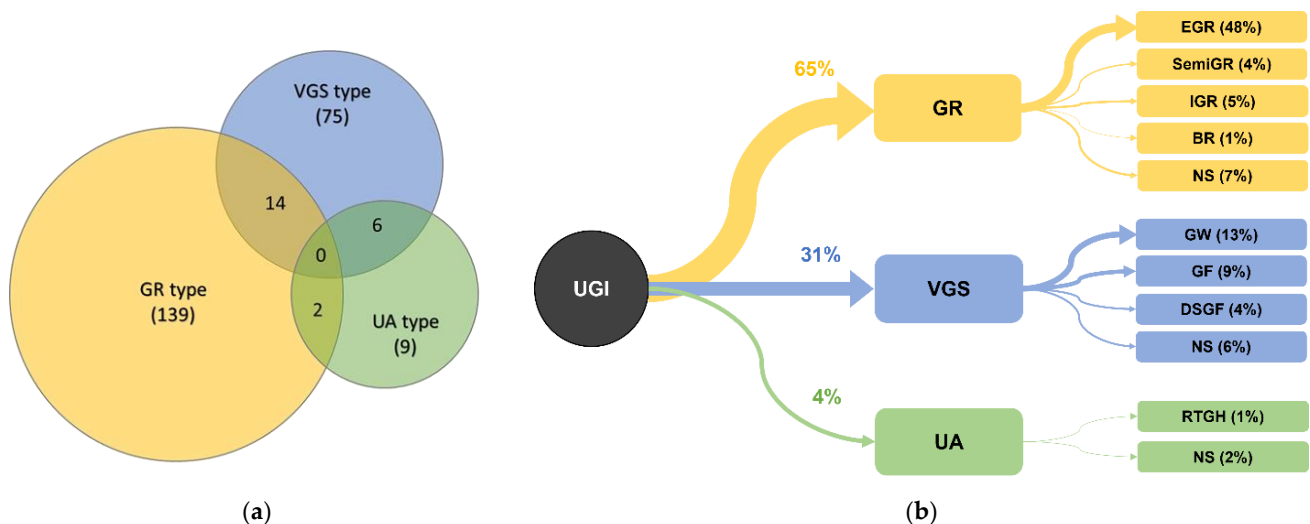 VGS type
(75)
14
6
0
2
GR type
(139)
UA type
(9)
(a)
UGI
65%
31%
4%
GR
VGS
UA
EGR (48%)
SemiGR (4%)
IGR (5%)
BR (1%)
NS (7%)
GW (13%)
GF (9%)
DSGF (4%)
NS (6%)
RTGH (1%)
NS (2%)
(b)